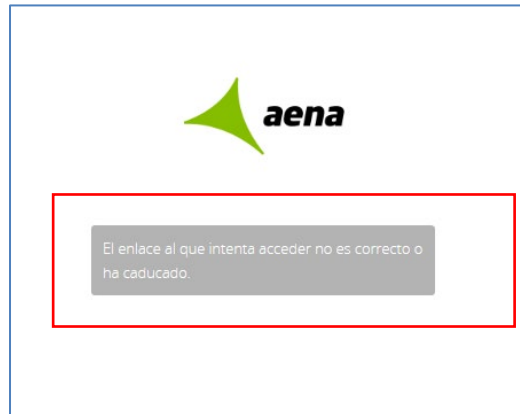 aena
El enlace al que intenta acceder no es correcto o
ha caducado.